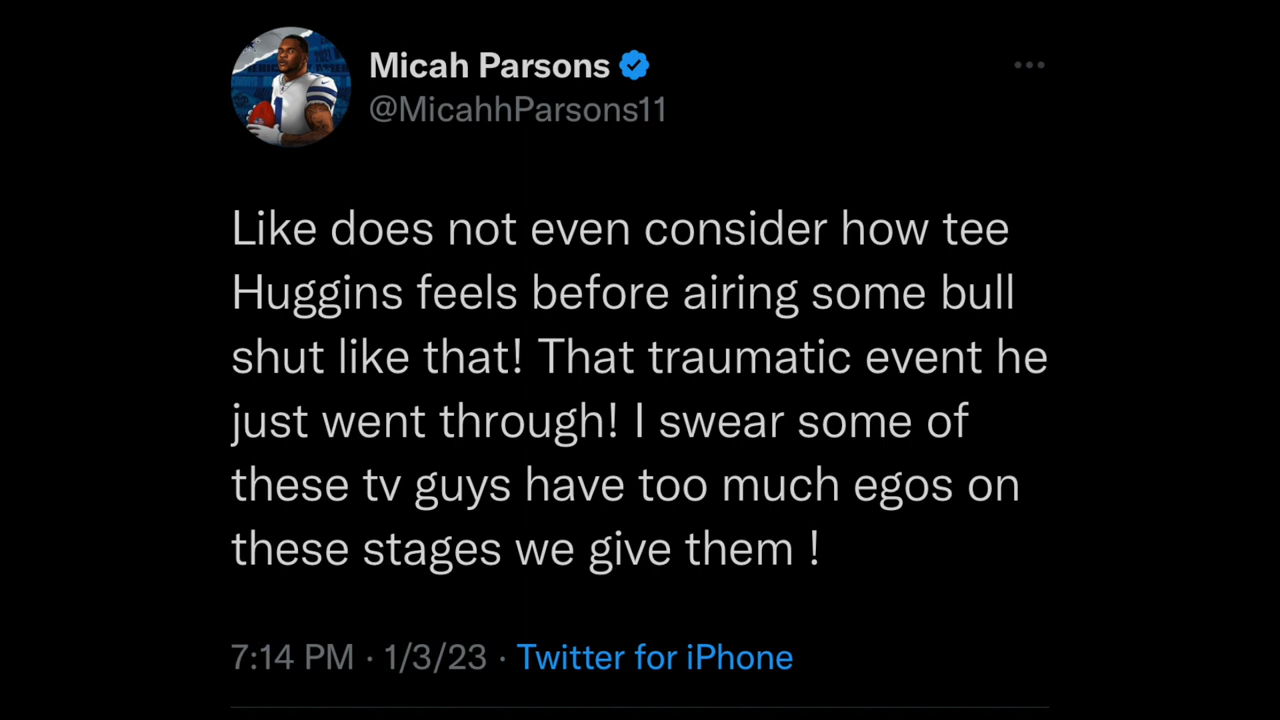 Micah Parsons
@MicahhParsons11
Like does not even consider how tee
Huggins feels before airing some bull
shut like that! That traumatic event he
just went through! I swear some of
these tv guys have too much egos on
these stages we give them !
7:14 PM · 1/3/23 · Twitter for iPhone